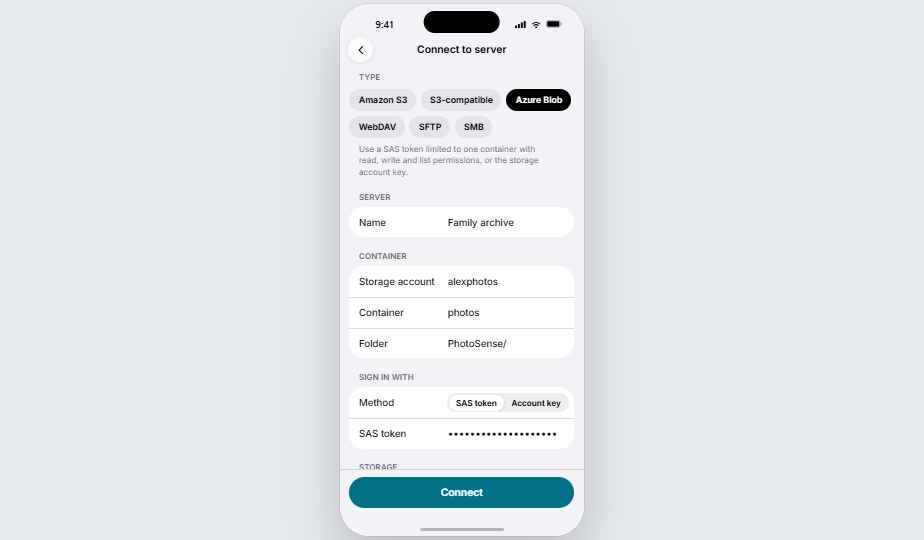 9:41
Connect to server
TYPE
Amazon S3 S3-compatible Azure Blob
WebDAV SFTP SMB
Use a SAS token limited to one container with
read, write and list permissions, or the storage
account key.
SERVER
Name Family archive
CONTAINER
Storage account alexphotos
Container photos
Folder PhotoSense/
SIGN IN WITH
Method SAS token Account key
SAS token ••••••••••••••••••••
STORAGE
Connect